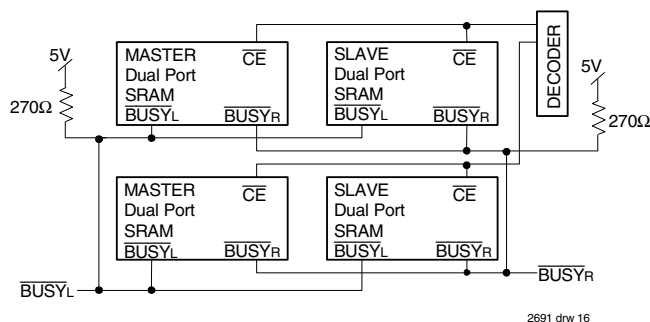 MASTER
Dual Port
SRAM
CE
BUSYL
BUSYR
SLAVE
Dual Port
SRAM
CE
BUSYL
BUSYR
DECODER
5V
270Ω
5V
270Ω
MASTER
Dual Port
SRAM
CE
BUSYL
BUSYR
SLAVE
Dual Port
SRAM
CE
BUSYL
BUSYR
BUSYL
BUSYR
2691 drw 16